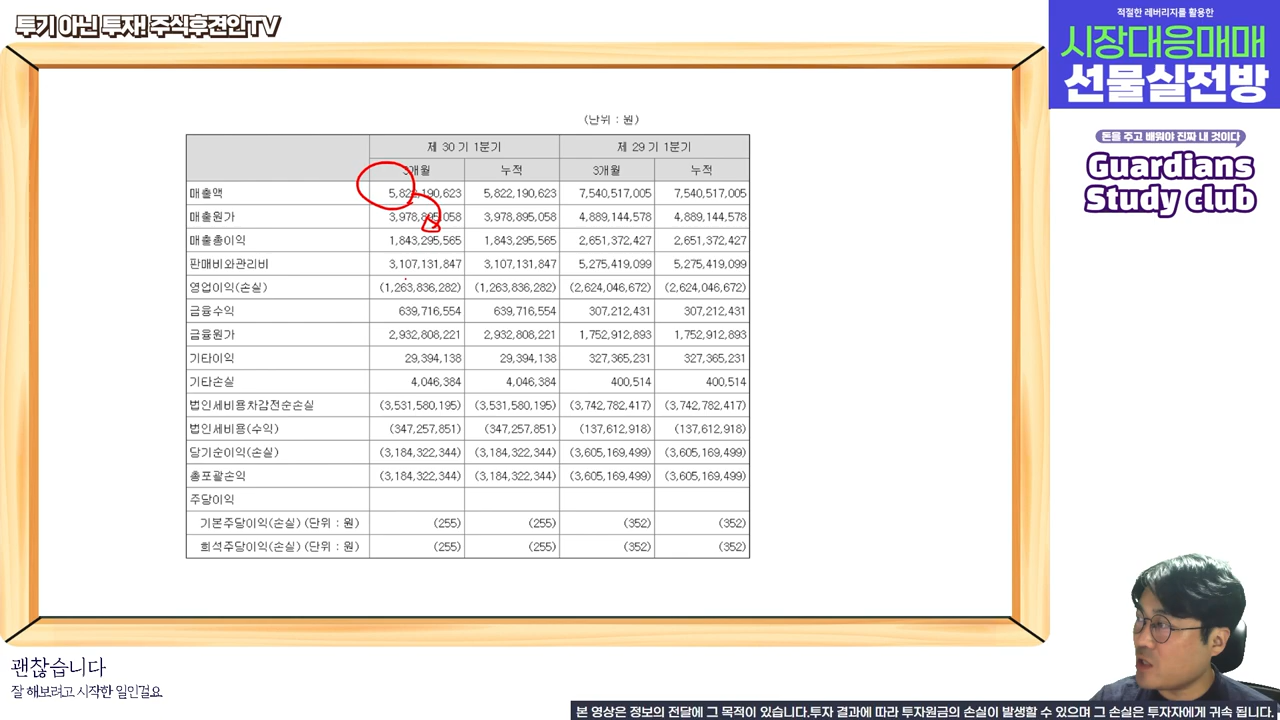 투기 아닌 투자! 주식후견인TV
적절한 레버리지를 활용한
시장대응매매
선물실전방
돈을 주고 배워야 진짜 내 것이다
Guardians
Study club
(단위 : 원)
제 30 기 1분기 제 29 기 1분기
3개월 누적 3개월 누적
매출액 5,822,190,623 5,822,190,623 7,540,517,005 7,540,517,005
매출원가 3,978,895,058 3,978,895,058 4,889,144,578 4,889,144,578
매출총이익 1,843,295,565 1,843,295,565 2,651,372,427 2,651,372,427
판매비와관리비 3,107,131,847 3,107,131,847 5,275,419,099 5,275,419,099
영업이익(손실) (1,263,836,282) (1,263,836,282) (2,624,046,672) (2,624,046,672)
금융수익 639,716,554 639,716,554 307,212,431 307,212,431
금융원가 2,932,808,221 2,932,808,221 1,752,912,893 1,752,912,893
기타이익 29,394,138 29,394,138 327,365,231 327,365,231
기타손실 4,046,384 4,046,384 400,514 400,514
법인세비용차감전순손실 (3,531,580,195) (3,531,580,195) (3,742,782,417) (3,742,782,417)
법인세비용(수익) (347,257,851) (347,257,851) (137,612,918) (137,612,918)
당기순이익(손실) (3,184,322,344) (3,184,322,344) (3,605,169,499) (3,605,169,499)
총포괄손익 (3,184,322,344) (3,184,322,344) (3,605,169,499) (3,605,169,499)
주당이익
기본주당이익(손실) (단위 : 원) (255) (255) (352) (352)
희석주당이익(손실) (단위 : 원) (255) (255) (352) (352)
괜찮습니다
잘 해보려고 시작한 일인걸요
본 영상은 정보의 전달에 그 목적이 있습니다.투자 결과에 따라 투자원금의 손실이 발생할 수 있으며 그 손실은 투자자에게 귀속 됩니다.